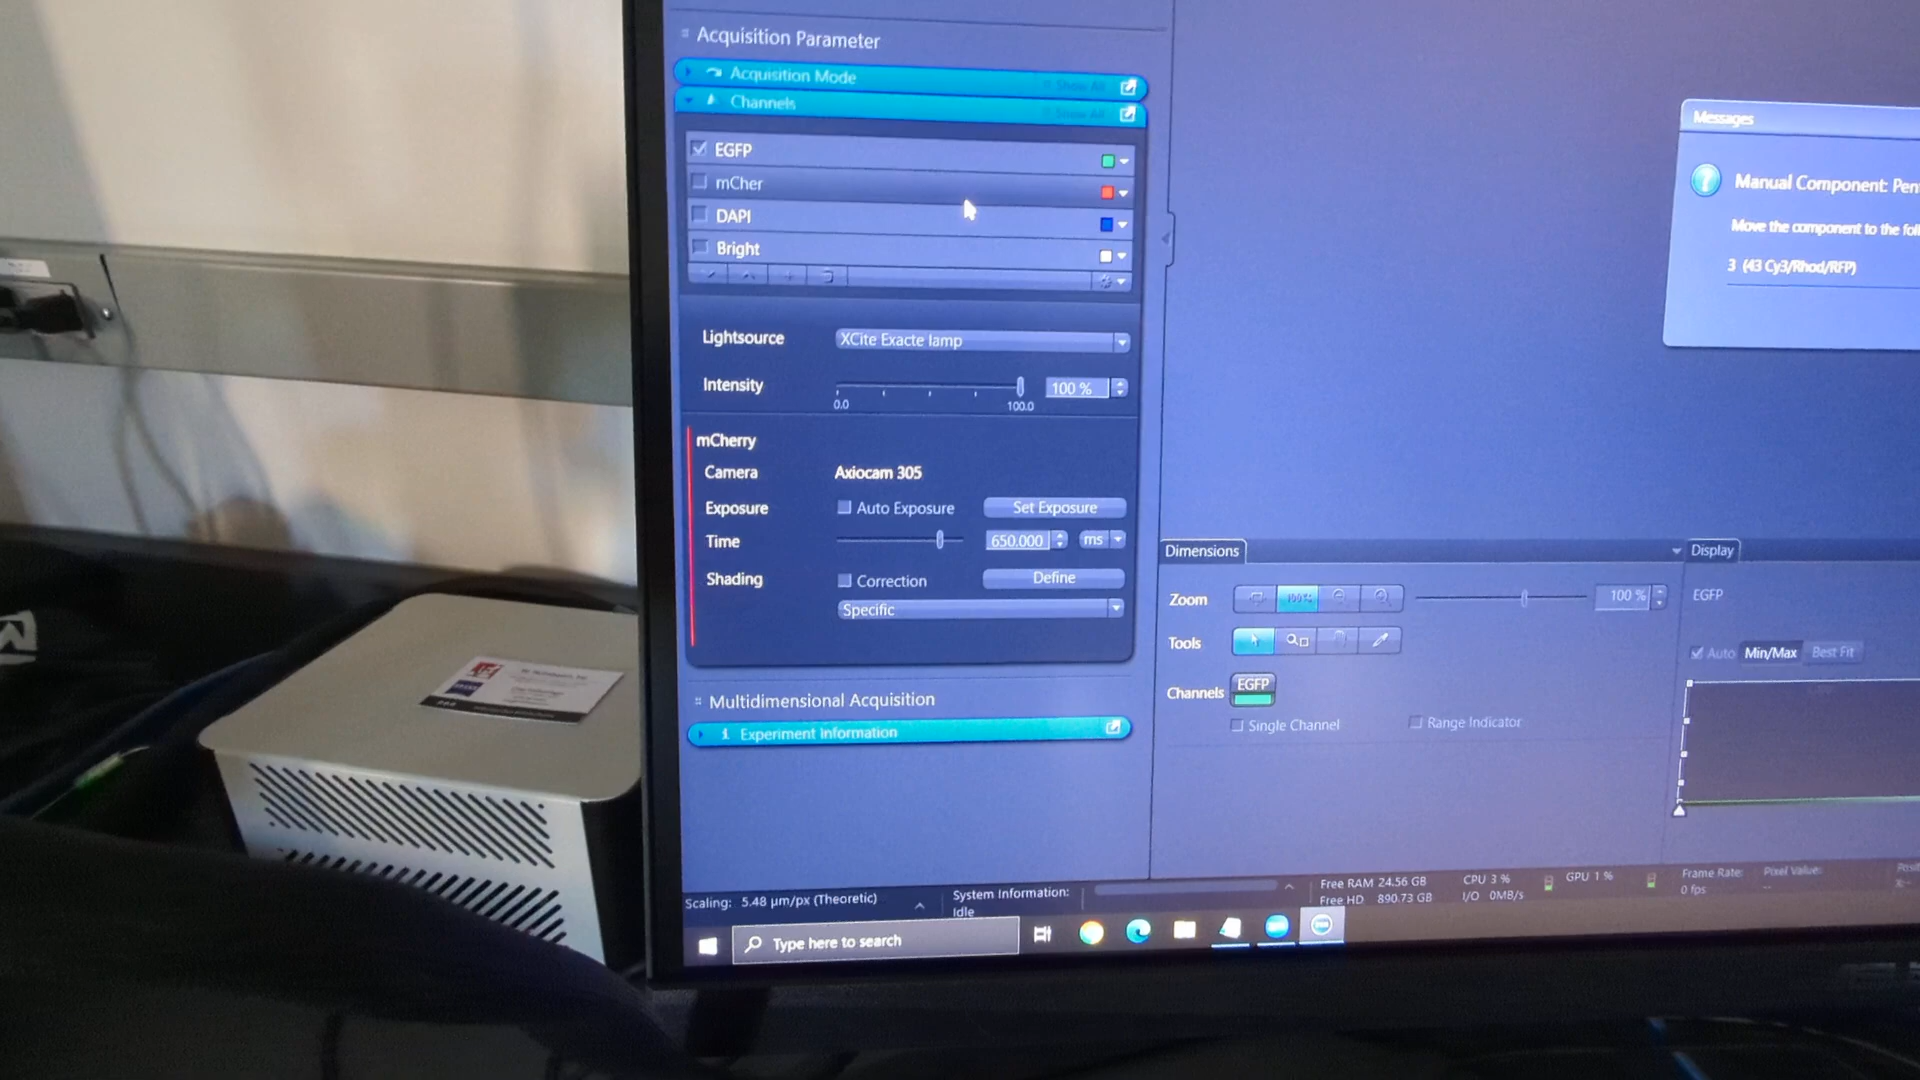 Acquisition Parameter
Acquisition Mode
Show All
Channels
Show All
EGFP
mCher
DAPI
Bright
Lightsource
XCite Exacte lamp
Intensity
100 %
0.0
100.0
mCherry
Camera
Axiocam 305
Exposure
Auto Exposure
Set Exposure
Time
650.000
ms
Shading
Correction
Define
Specific
Multidimensional Acquisition
Experiment Information
Messages
Manual Component:
Move the component to the
3 (43 Cy3/Rhod/RFP)
Dimensions
Zoom
100%
100 %
Tools
Channels
EGFP
Single Channel
Range Indicator
Display
EGFP
Auto
Min/Max
Best Fit
Scaling:
5.48 µm/px (Theoretic)
System Information:
Idle
Free RAM 24.56 GB
Free HD 890.73 GB
CPU 3 %
I/O 0MB/s
GPU 1 %
Frame Rate:
0 fps
Pixel Value:
--
Type here to search